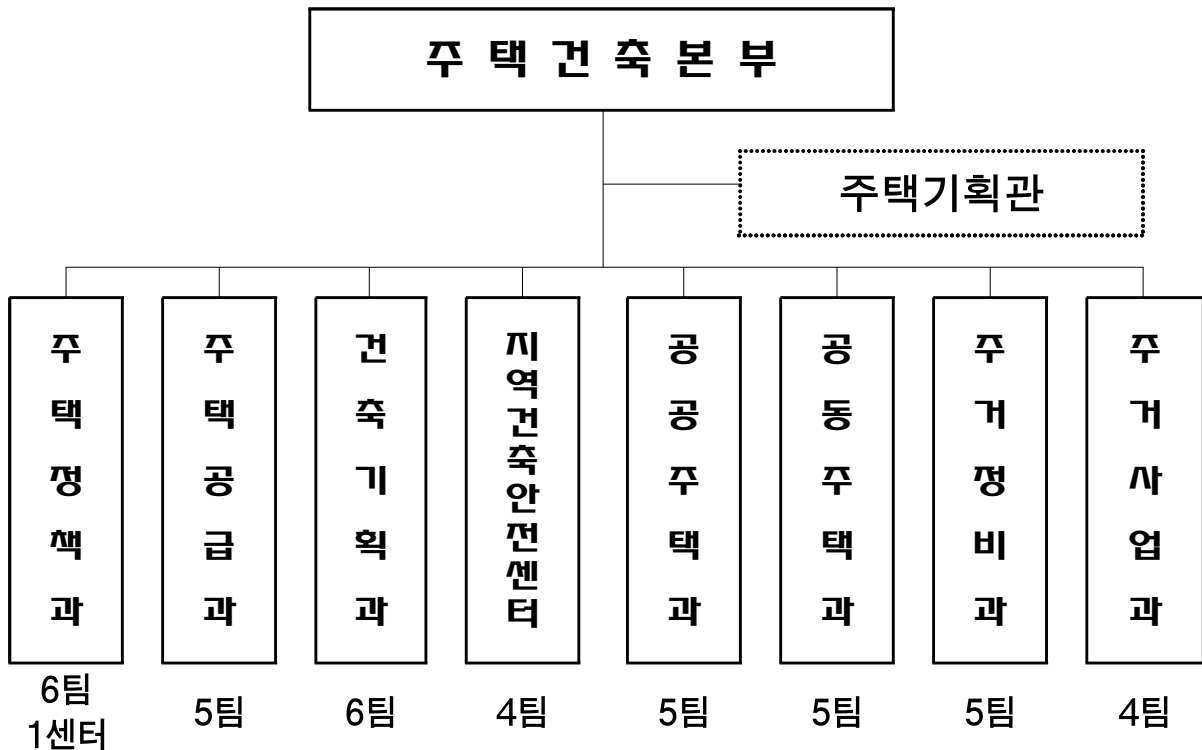 주택건축본부
주택기획관
주택정책과
주택공급과
건축기획과
지역건축안전센터
공공주택과
공동주택과
주거정비과
주거사업과
6팀
1센터
5팀
6팀
4팀
5팀
5팀
5팀
4팀